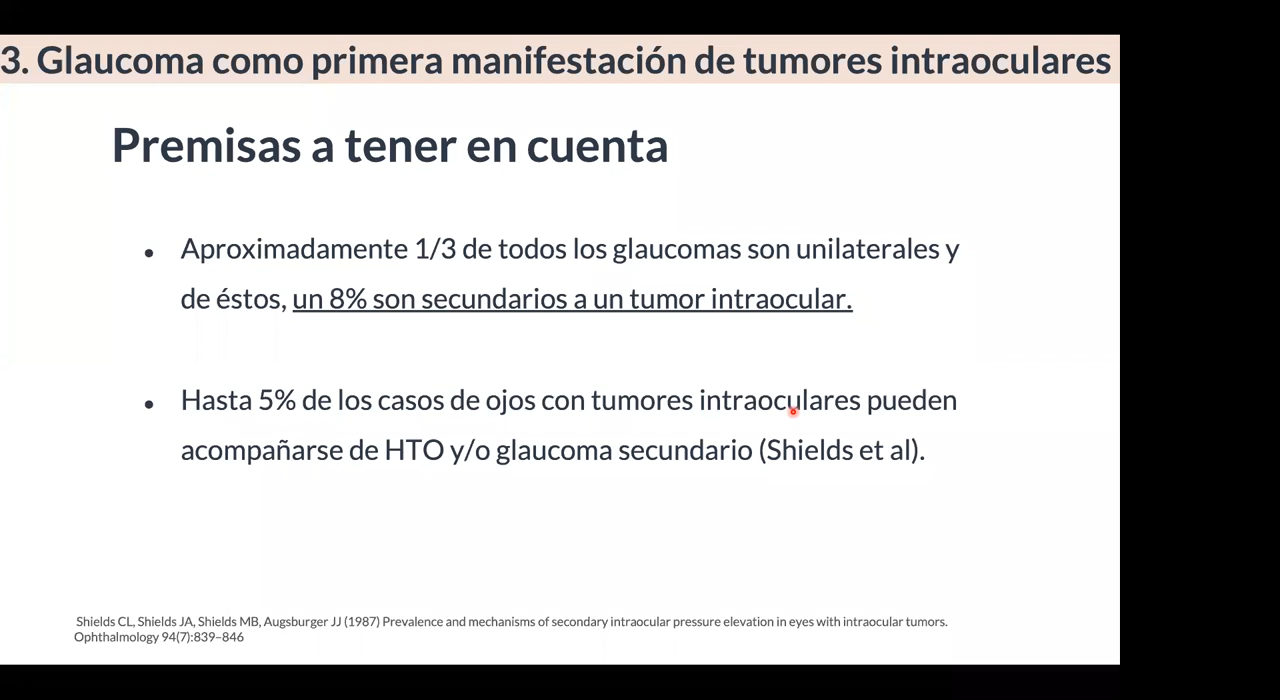 3. Glaucoma como primera manifestación de tumores intraoculares
Premisas a tener en cuenta
• Aproximadamente 1/3 de todos los glaucomas son unilaterales y
de éstos, un 8% son secundarios a un tumor intraocular.
• Hasta 5% de los casos de ojos con tumores intraoculares pueden
acompañarse de HTO y/o glaucoma secundario (Shields et al).
Shields CL, Shields JA, Shields MB, Augsburger JJ (1987) Prevalence and mechanisms of secondary intraocular pressure elevation in eyes with intraocular tumors.
Ophthalmology 94(7):839–846